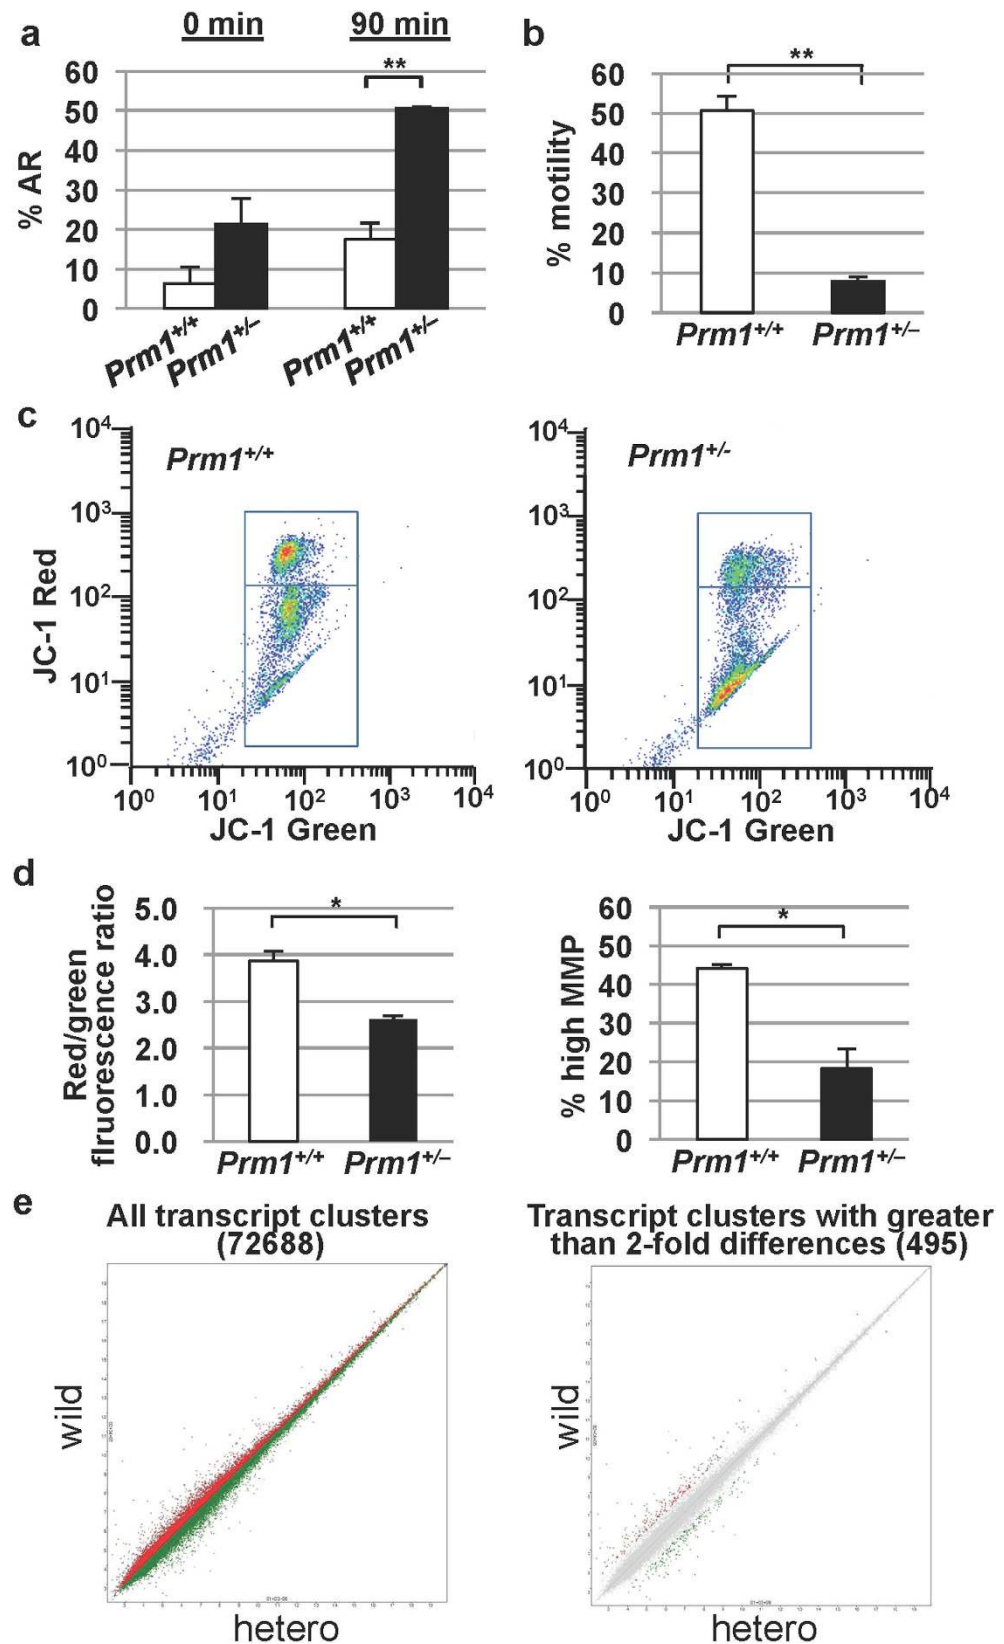 a
0 min
90 min
**
60
50
40
30
20
10
0
% AR
Prm1+/+
Prm1+/–
Prm1+/+
Prm1+/–
b
**
60
50
40
30
20
10
0
% motility
Prm1+/+
Prm1+/–
c
10⁴
10³
10²
10¹
10⁰
JC-1 Red
Prm1+/+
10⁰ 10¹ 10² 10³ 10⁴
JC-1 Green
10⁴
10³
10²
10¹
10⁰
Prm1+/-
10⁰ 10¹ 10² 10³ 10⁴
JC-1 Green
d
Red/green
flruorescence ratio
5.0
4.0
3.0
2.0
1.0
0.0
*
Prm1+/+
Prm1+/–
% high MMP
60
50
40
30
20
10
0
*
Prm1+/+
Prm1+/–
e
All transcript clusters
(72688)
wild
hetero
Transcript clusters with greater
than 2-fold differences (495)
wild
hetero